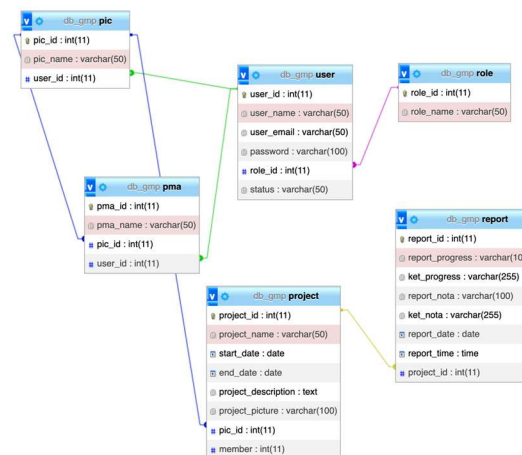 db_gmp pic
pic_id : int(11)
pic_name : varchar(50)
user_id : int(11)
db_gmp user
user_id : int(11)
user_name : varchar(50)
user_email : varchar(50)
password : varchar(100)
role_id : int(11)
status : varchar(50)
db_gmp role
role_id : int(11)
role_name : varchar(50)
db_gmp pma
pma_id : int(11)
pma_name : varchar(50)
pic_id : int(11)
user_id : int(11)
db_gmp report
report_id : int(11)
report_progress : varchar(10
ket_progress : varchar(255)
report_nota : varchar(100)
ket_nota : varchar(255)
report_date : date
report_time : time
project_id : int(11)
db_gmp project
project_id : int(11)
project_name : varchar(50)
start_date : date
end_date : date
project_description : text
project_picture : varchar(100)
pic_id : int(11)
member : int(11)